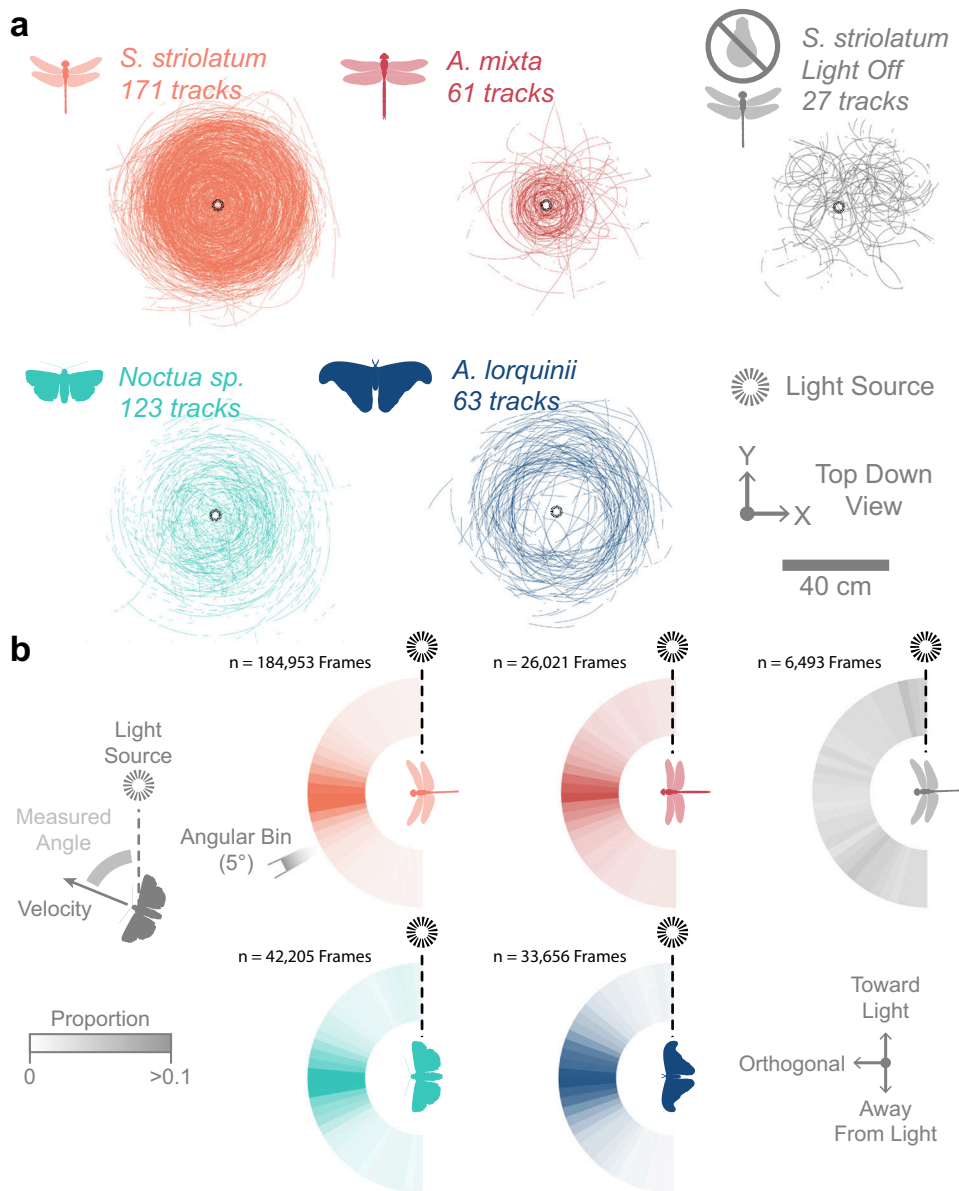 a
S. striolatum
171 tracks
A. mixta
61 tracks
S. striolatum
Light Off
27 tracks
Noctua sp.
123 tracks
A. lorquinii
63 tracks
Light Source
Y
X
Top Down
View
40 cm
b
n = 184,953 Frames
n = 26,021 Frames
n = 6,493 Frames
Light
Source
Measured
Angle
Velocity
Angular Bin
(5°)
n = 42,205 Frames
n = 33,656 Frames
Proportion
0
>0.1
Toward
Light
Orthogonal
Away
From Light